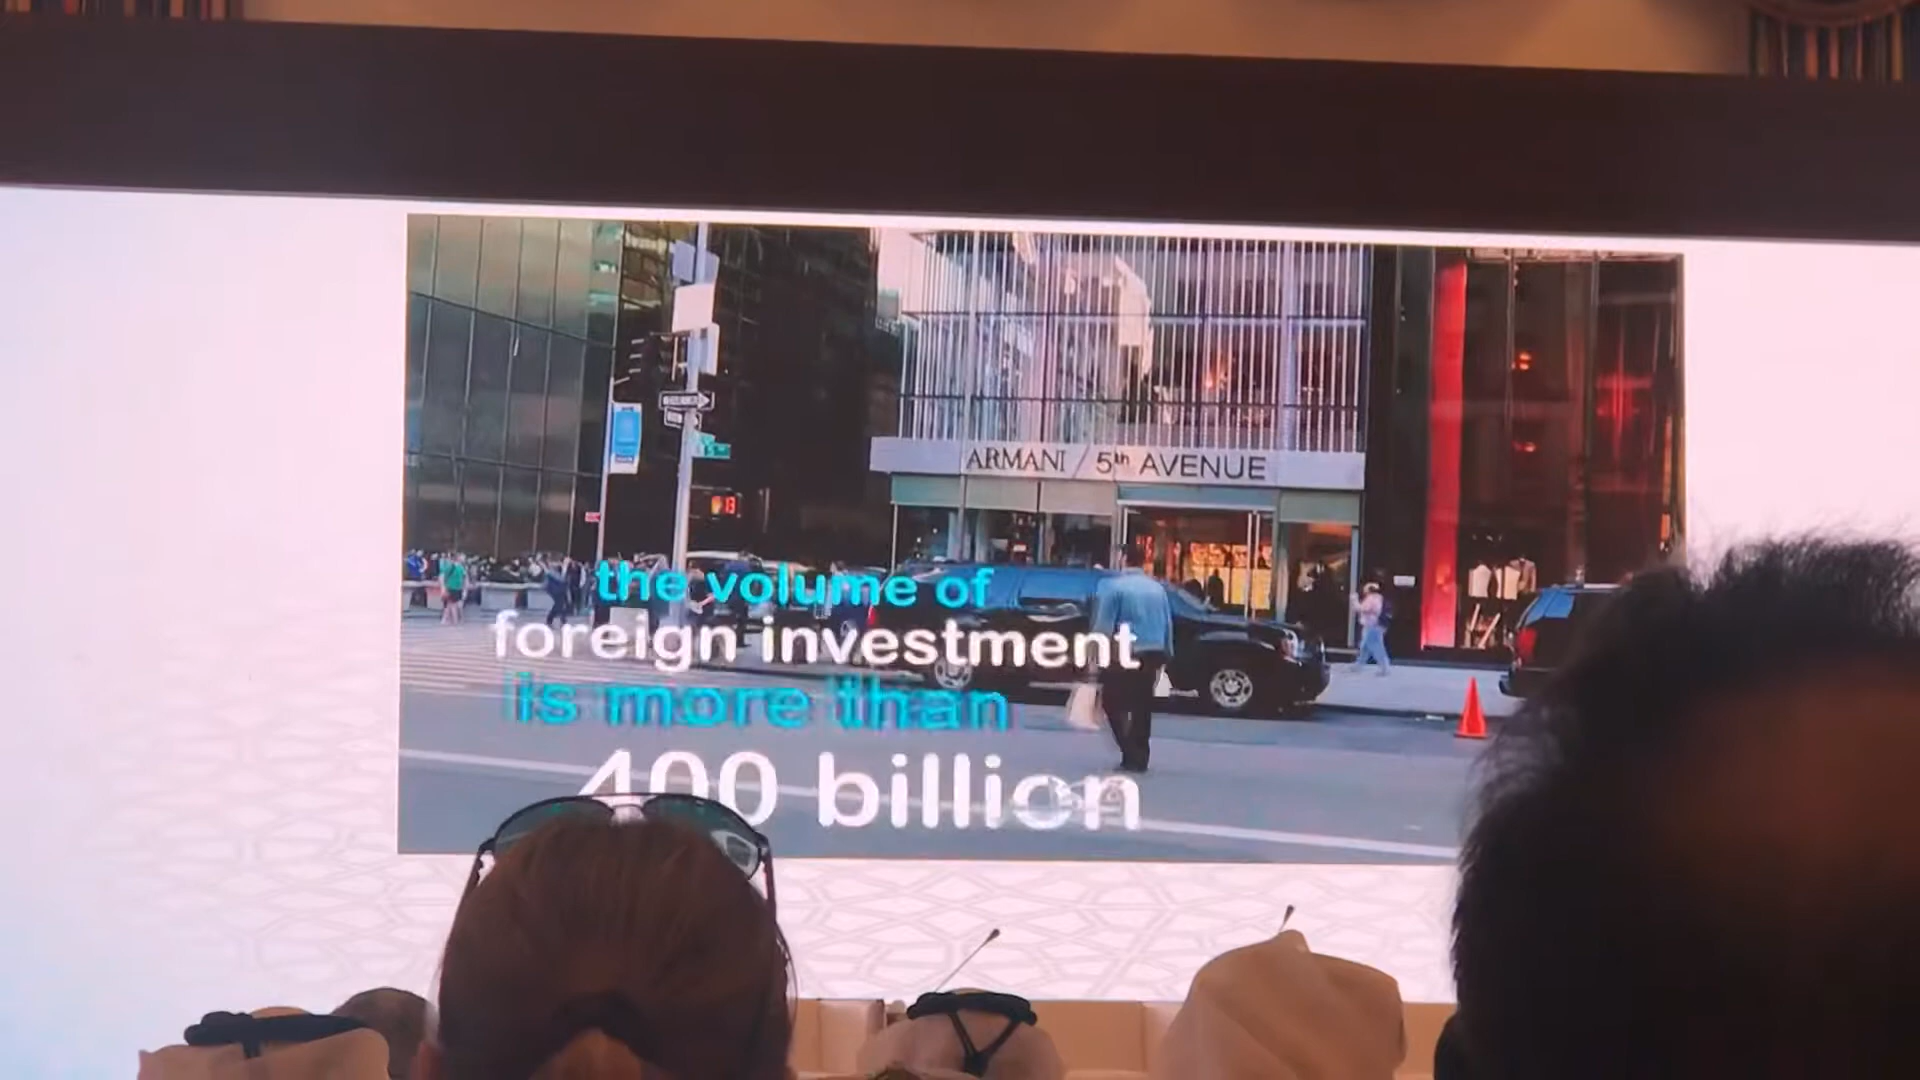 ARMANI / 5th AVENUE
the volume of
foreign investment
is more than
400 billion